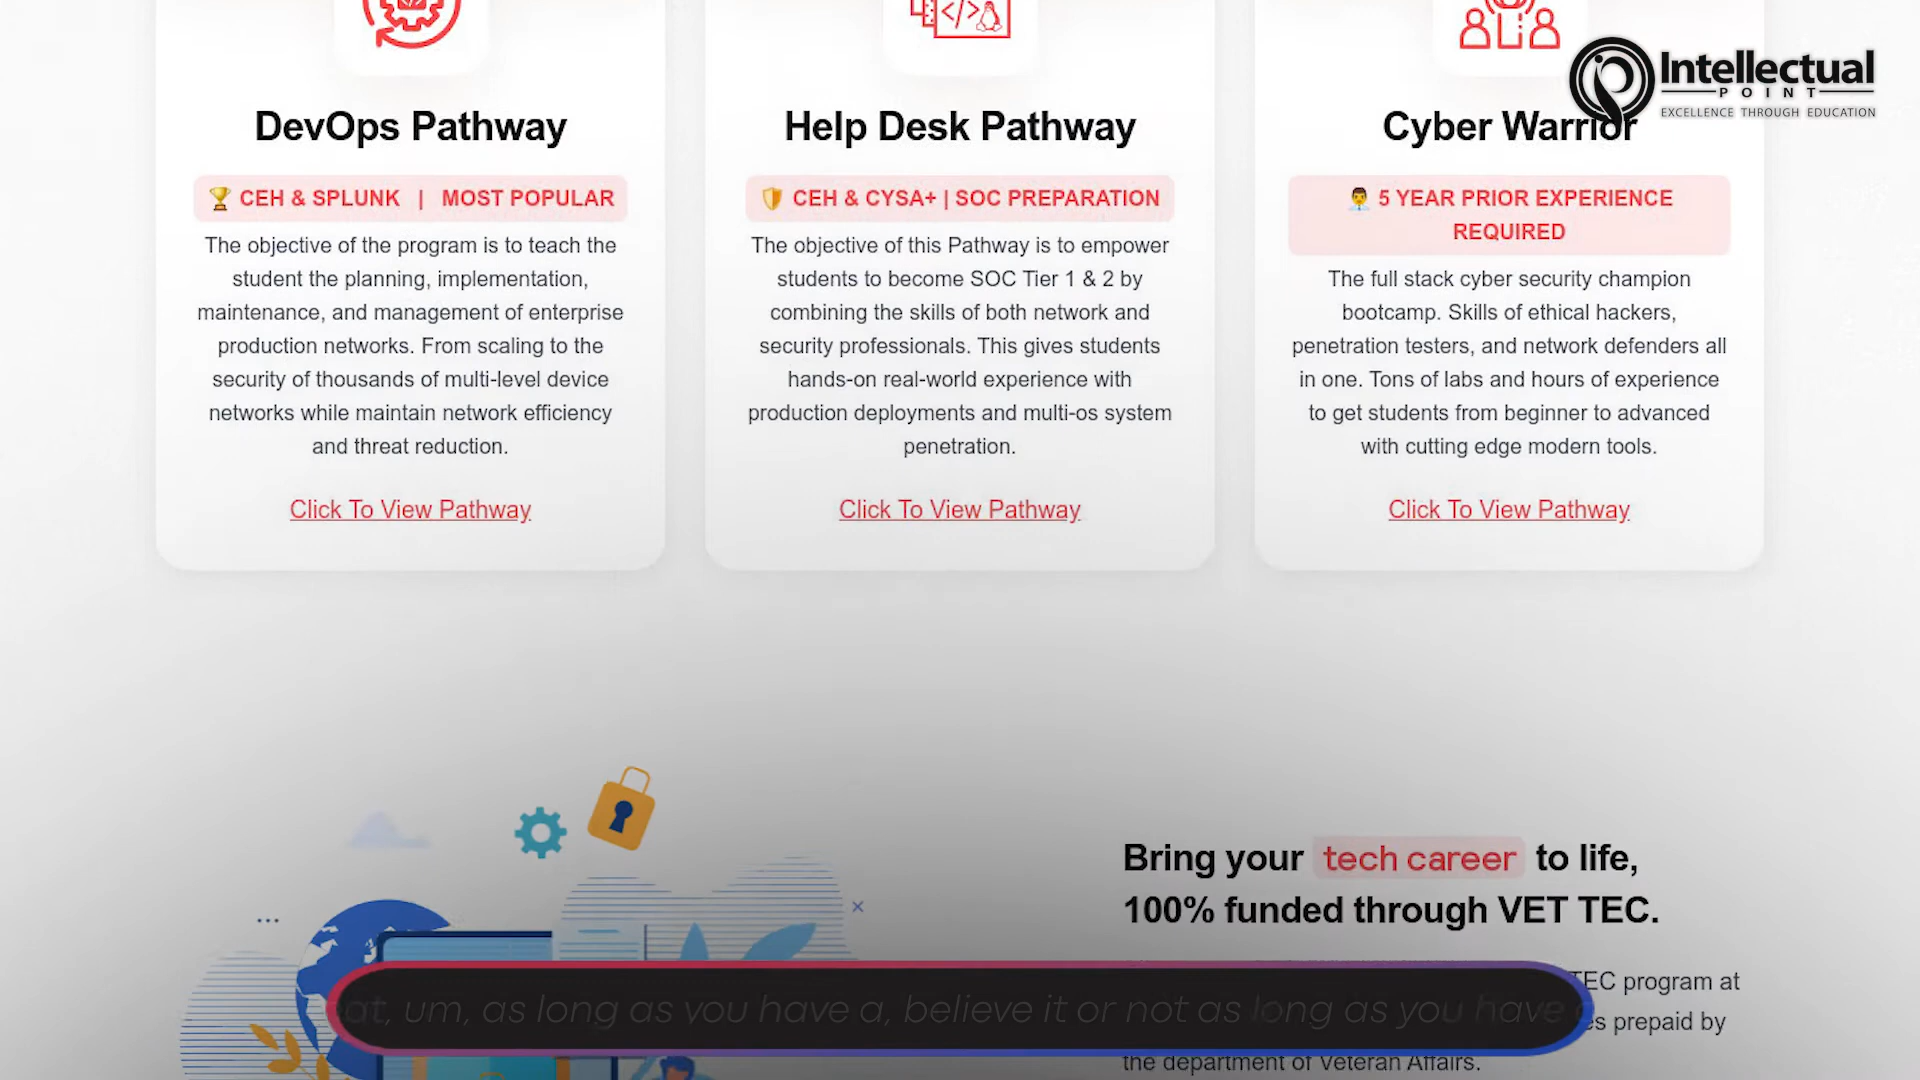 Intellectual
POINT
EXCELLENCE THROUGH EDUCATION
DevOps Pathway
CEH & SPLUNK | MOST POPULAR
The objective of the program is to teach the
student the planning, implementation,
maintenance, and management of enterprise
production networks. From scaling to the
security of thousands of multi-level device
networks while maintain network efficiency
and threat reduction.
Click To View Pathway
Help Desk Pathway
CEH & CYSA+ | SOC PREPARATION
The objective of this Pathway is to empower
students to become SOC Tier 1 & 2 by
combining the skills of both network and
security professionals. This gives students
hands-on real-world experience with
production deployments and multi-os system
penetration.
Click To View Pathway
Cyber Warrior
5 YEAR PRIOR EXPERIENCE
REQUIRED
The full stack cyber security champion
bootcamp. Skills of ethical hackers,
penetration testers, and network defenders all
in one. Tons of labs and hours of experience
to get students from beginner to advanced
with cutting edge modern tools.
Click To View Pathway
Bring your tech career to life,
100% funded through VET TEC.
TEC program at
prepaid by
the department of Veteran Affairs.
um, as long as you have a, believe it or not as long as you have